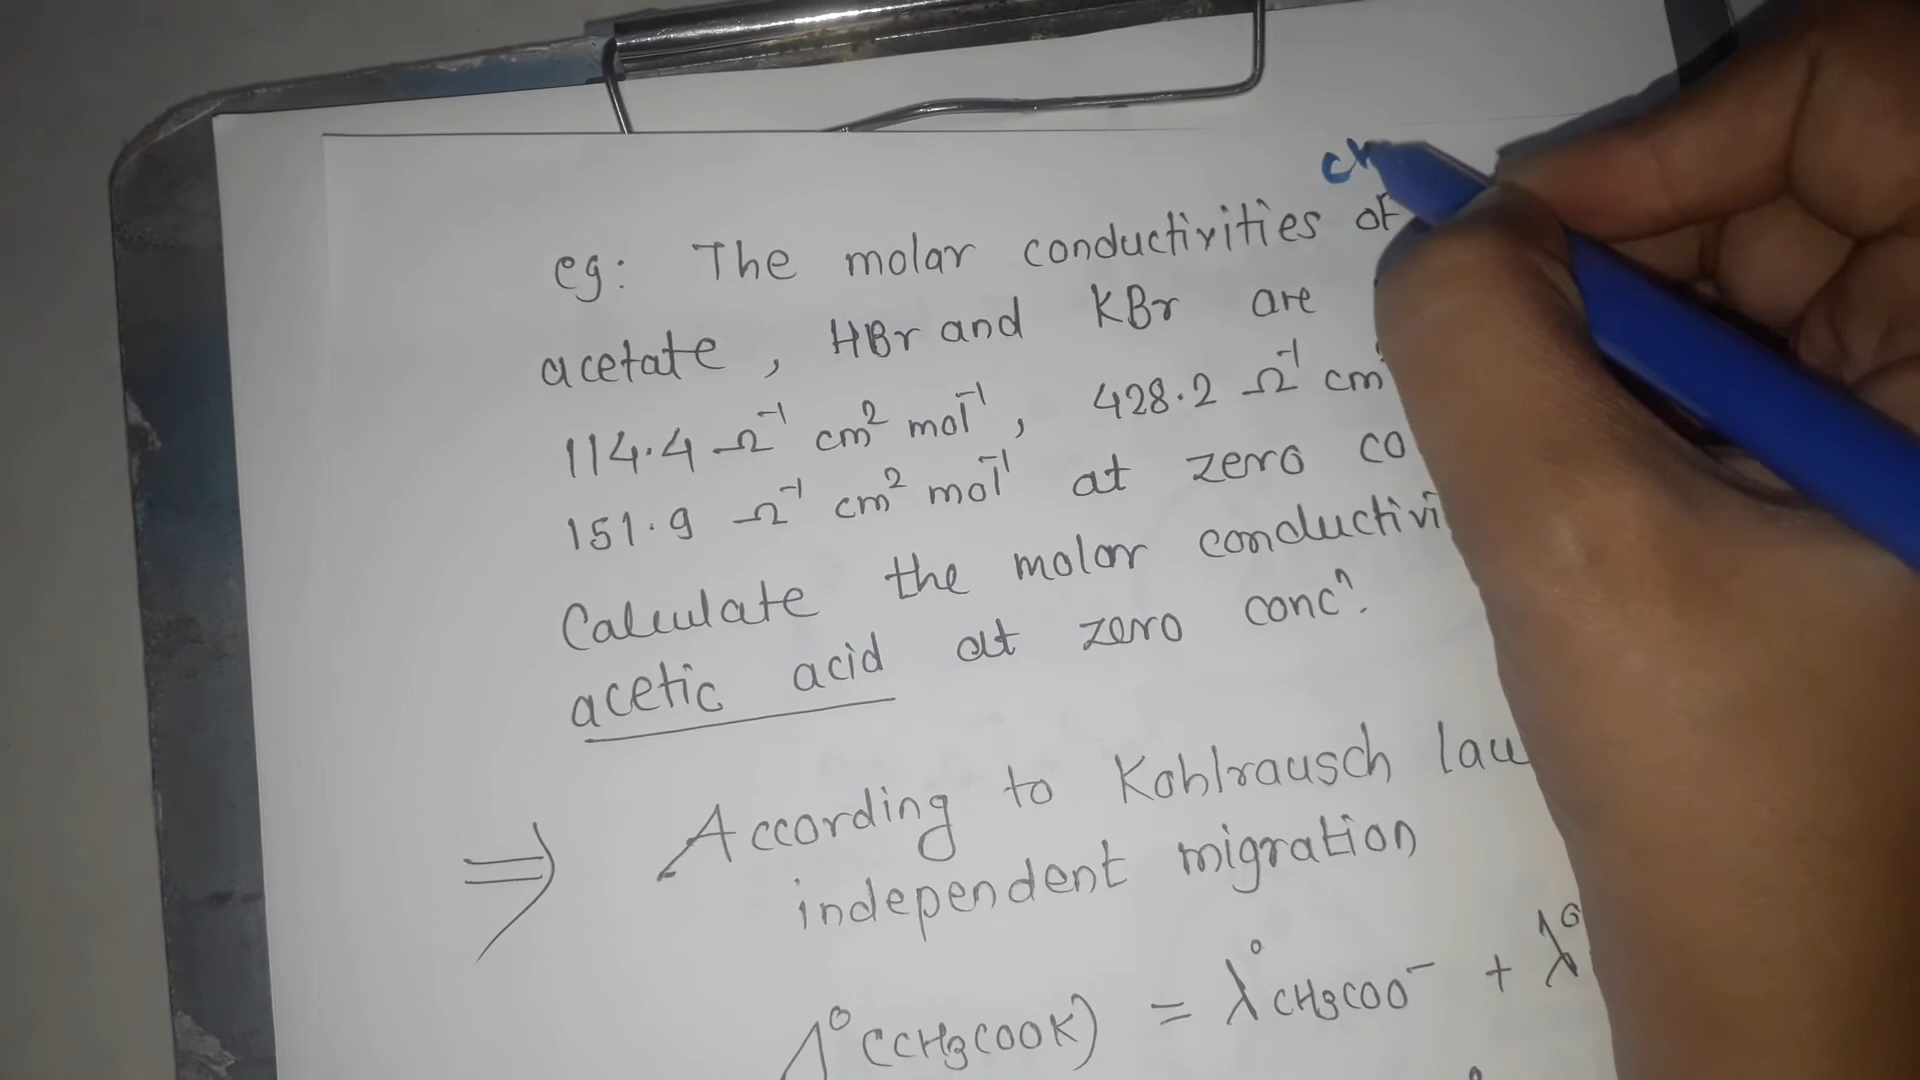 CH
eg: The molar conductivities of
acetate, HBr and KBr are
114.4 Ω⁻¹ cm² mol⁻¹, 428.2 Ω⁻¹ cm
151.9 Ω⁻¹ cm² mol⁻¹ at zero co
Calculate the molar conductivi
acetic acid at zero concⁿ.
⇒ According to Kohlrausch law
independent migration
Λ° (CH3COOK) = λ° CH3COO⁻ + λ°